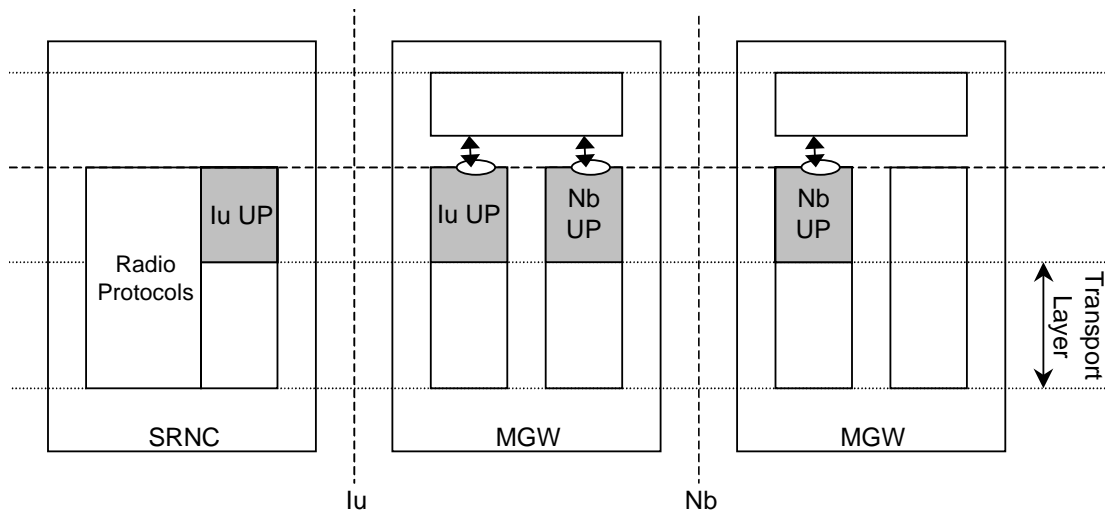 Iu UP
Radio
Protocols
SRNC
Iu UP
Nb
UP
MGW
Nb
UP
MGW
Transport
Layer
Iu
Nb